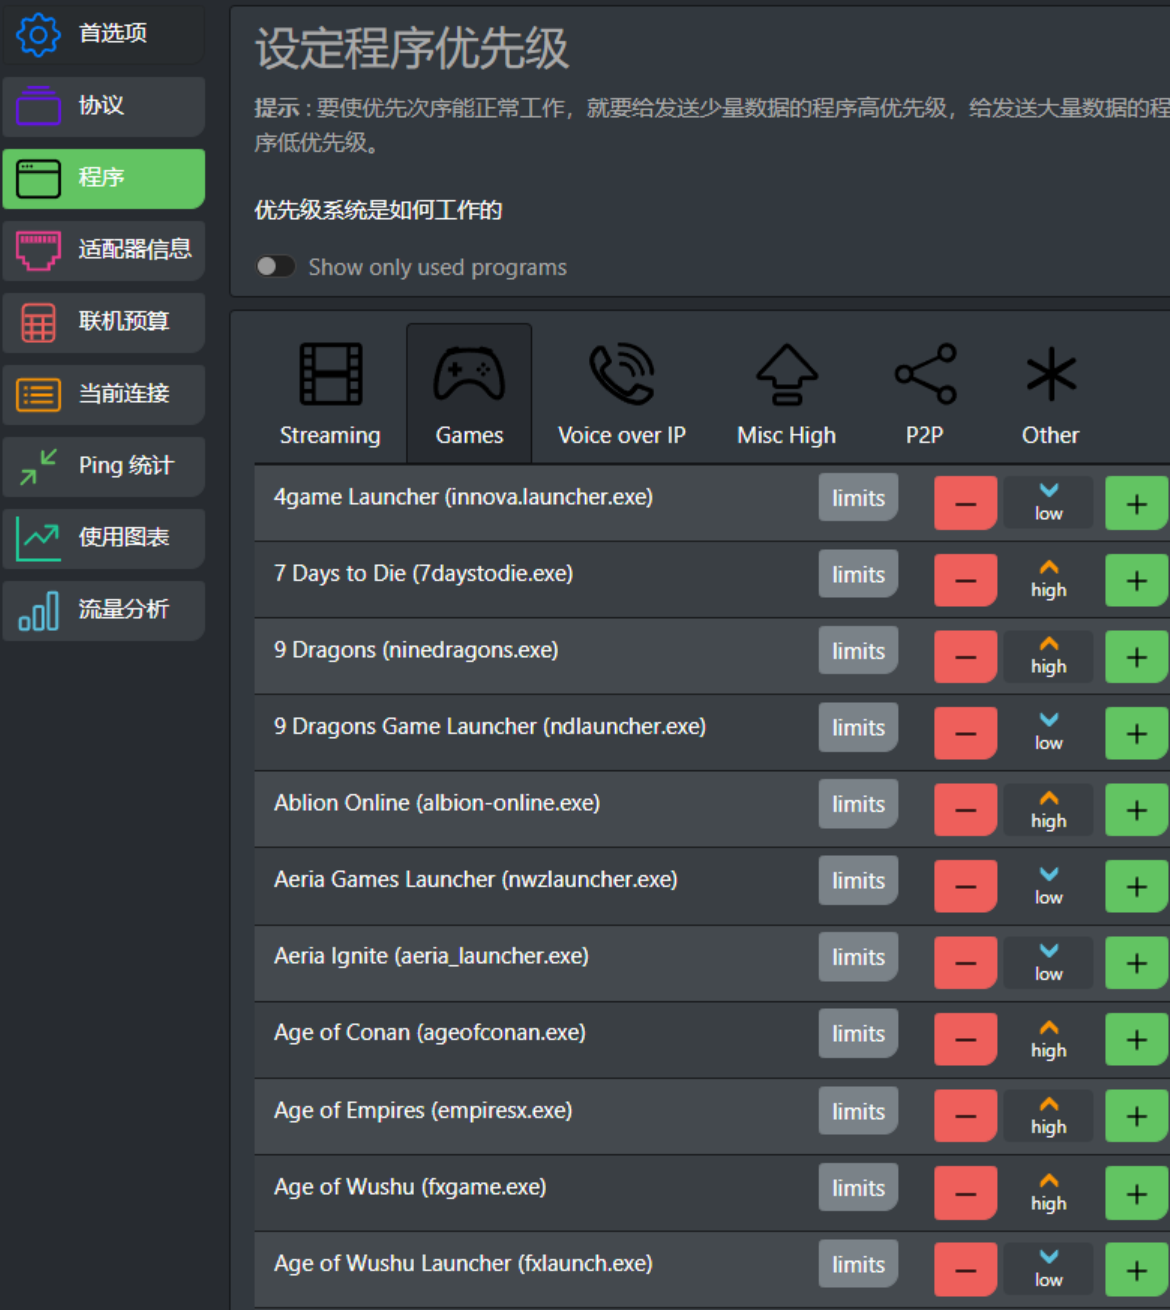 首选项
协议
程序
适配器信息
联机预算
当前连接
Ping 统计
使用图表
流量分析
设定程序优先级
提示 : 要使优先次序能正常工作，就要给发送少量数据的程序高优先级，给发送大量数据的程
序低优先级。
优先级系统是如何工作的
Show only used programs
Streaming
Games
Voice over IP
Misc High
P2P
Other
4game Launcher (innova.launcher.exe) limits low
7 Days to Die (7daystodie.exe) limits high
9 Dragons (ninedragons.exe) limits high
9 Dragons Game Launcher (ndlauncher.exe) limits low
Ablion Online (albion-online.exe) limits high
Aeria Games Launcher (nwzlauncher.exe) limits low
Aeria Ignite (aeria_launcher.exe) limits low
Age of Conan (ageofconan.exe) limits high
Age of Empires (empiresx.exe) limits high
Age of Wushu (fxgame.exe) limits high
Age of Wushu Launcher (fxlaunch.exe) limits low